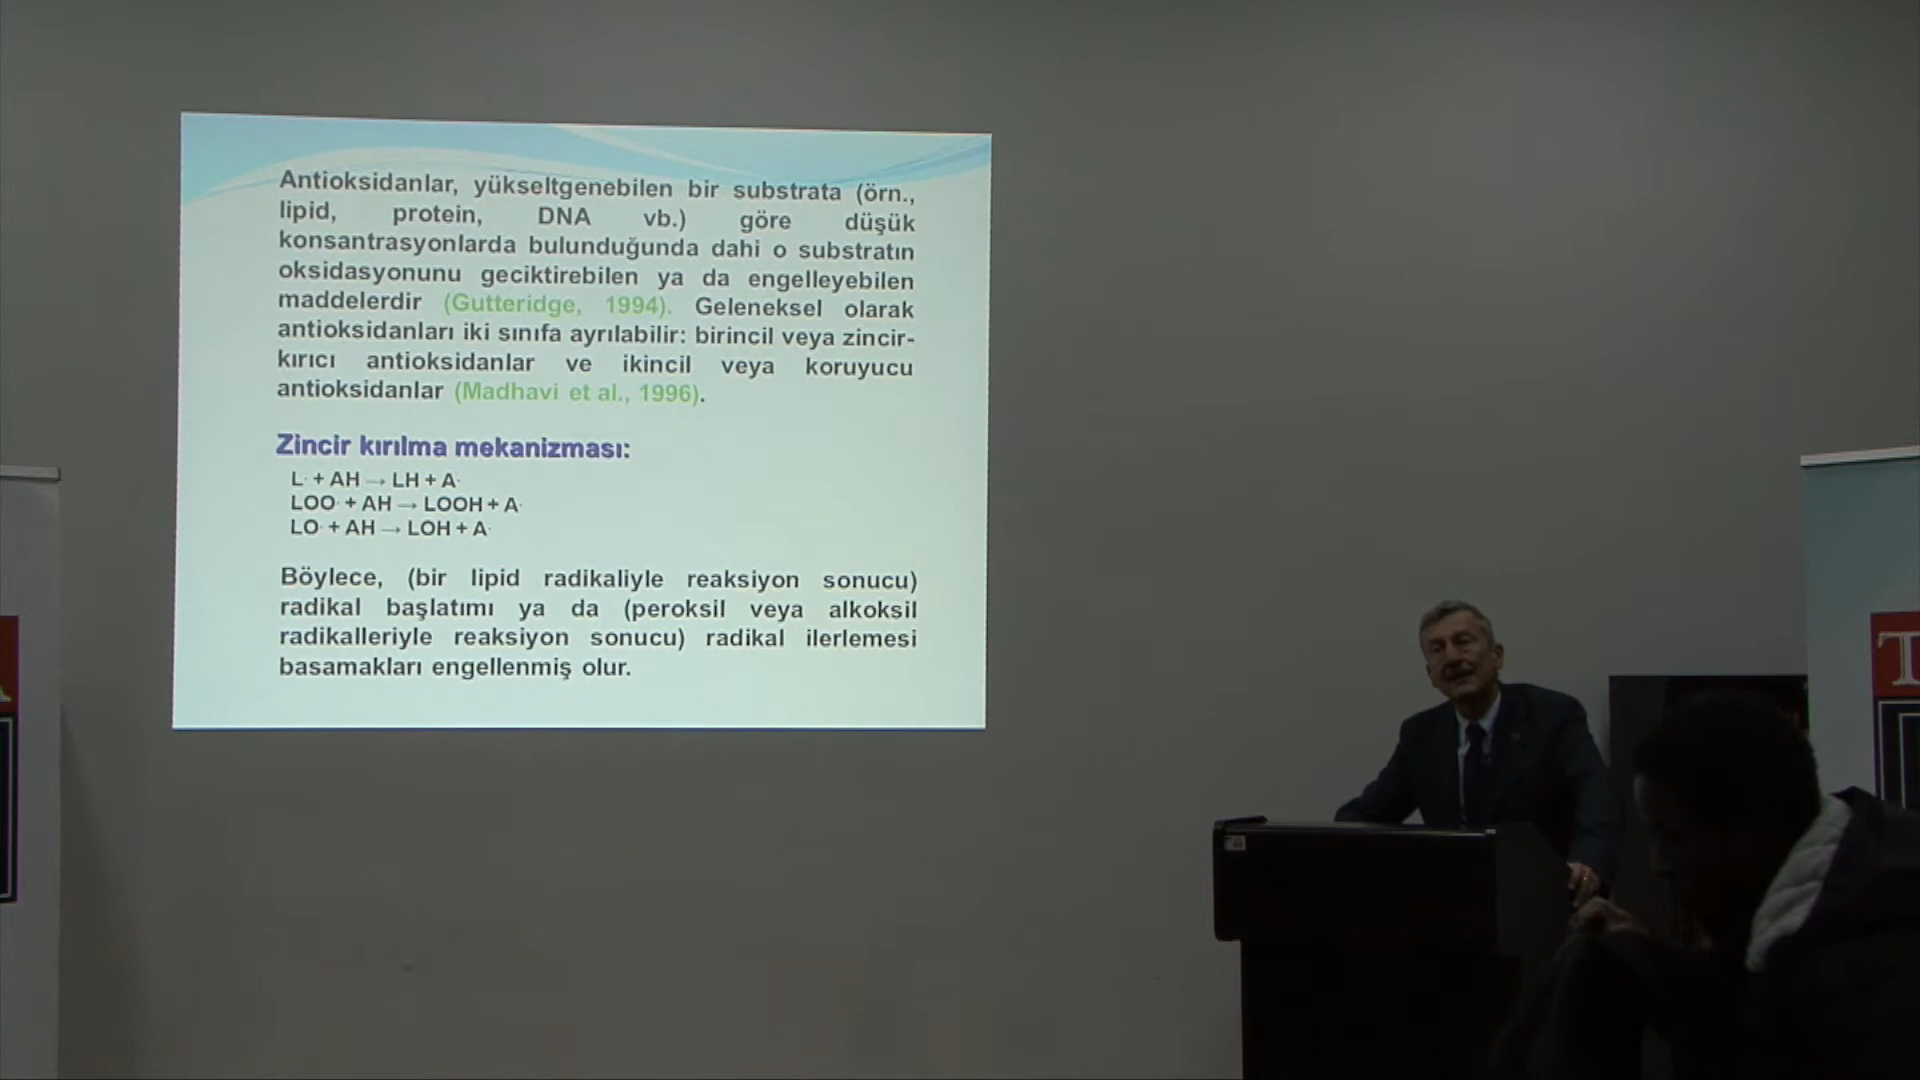 Antioksidanlar, yükseltgenebilen bir substrata (örn.,
lipid, protein, DNA vb.) göre düşük
konsantrasyonlarda bulunduğunda dahi o substratın
oksidasyonunu geciktirebilen ya da engelleyebilen
maddelerdir (Gutteridge, 1994). Geleneksel olarak
antioksidanları iki sınıfa ayrılabilir: birincil veya zincir-
kırıcı antioksidanlar ve ikincil veya koruyucu
antioksidanlar (Madhavi et al., 1996).
Zincir kırılma mekanizması:
L· + AH → LH + A·
LOO· + AH → LOOH + A·
LO· + AH → LOH + A·
Böylece, (bir lipid radikaliyle reaksiyon sonucu)
radikal başlatımı ya da (peroksil veya alkoksil
radikalleriyle reaksiyon sonucu) radikal ilerlemesi
basamakları engellenmiş olur.